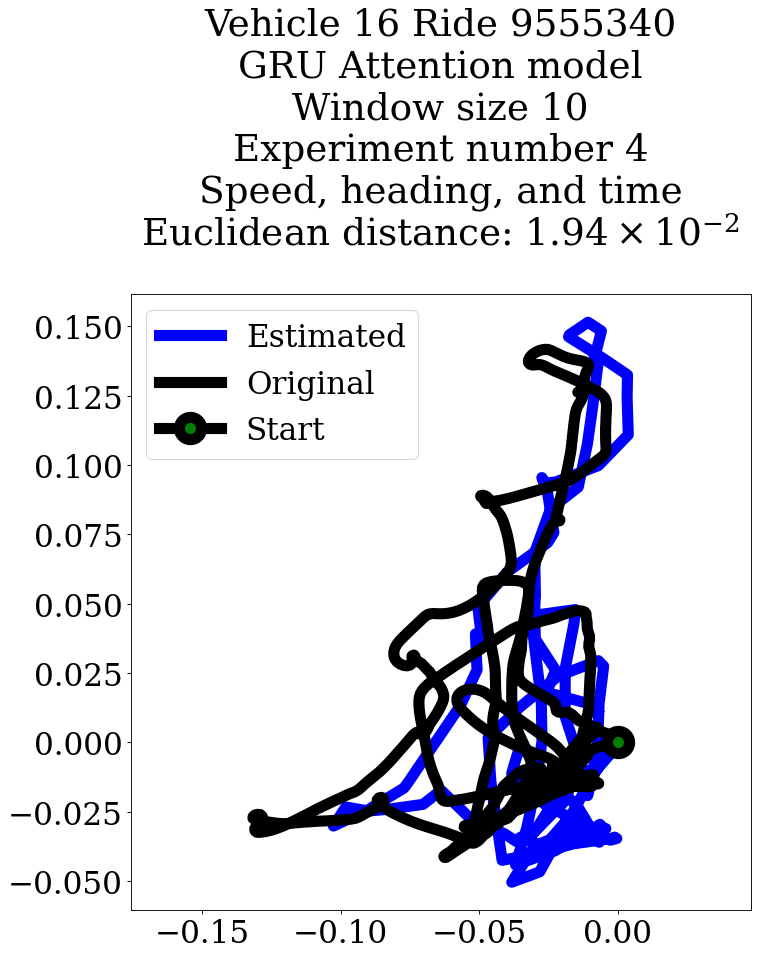 Vehicle 16 Ride 9555340
GRU Attention model
Window size 10
Experiment number 4
Speed, heading, and time
Euclidean distance: 1.94 × 10⁻²
Estimated
Original
Start
0.150
0.125
0.100
0.075
0.050
0.025
0.000
−0.025
−0.050
−0.15 −0.10 −0.05 0.00